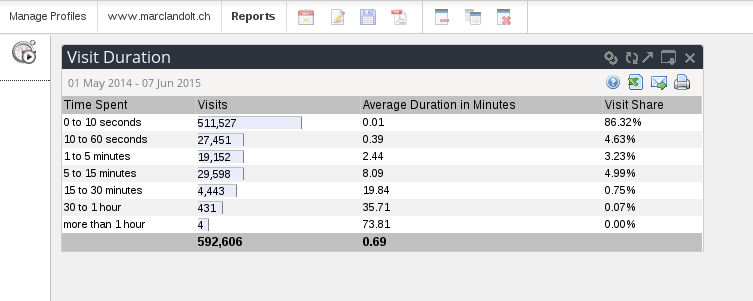 Manage Profiles www.marclandolt.ch Reports
Visit Duration
01 May 2014 - 07 Jun 2015
Time Spent Visits Average Duration in Minutes Visit Share
0 to 10 seconds 511,527 0.01 86.32%
10 to 60 seconds 27,451 0.39 4.63%
1 to 5 minutes 19,152 2.44 3.23%
5 to 15 minutes 29,598 8.09 4.99%
15 to 30 minutes 4,443 19.84 0.75%
30 to 1 hour 431 35.71 0.07%
more than 1 hour 4 73.81 0.00%
592,606 0.69